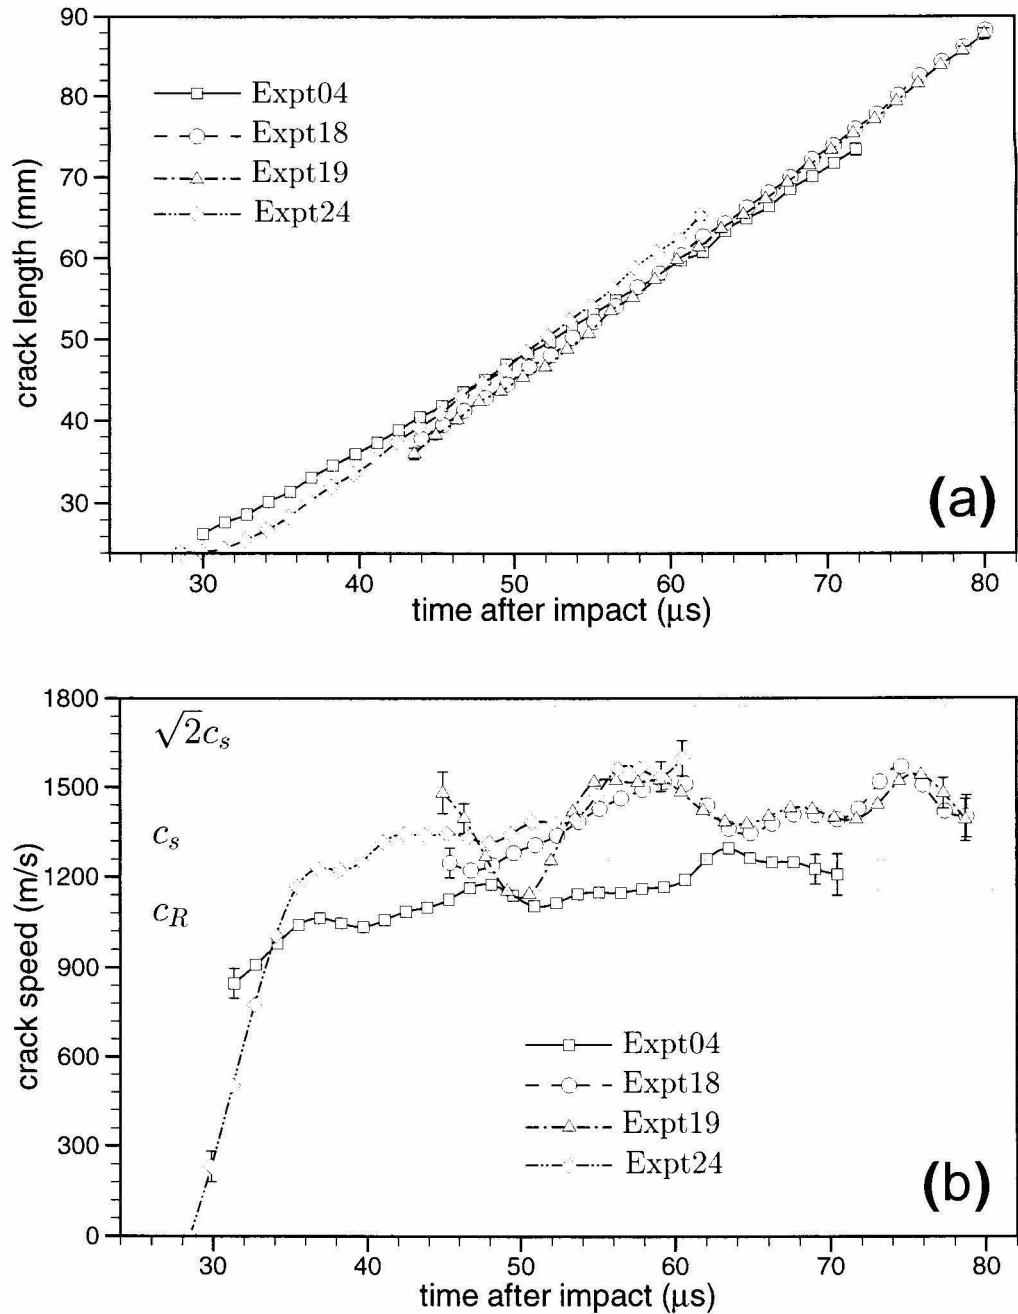 90
80
70
60
50
40
30
crack length (mm)
Expt04
Expt18
Expt19
Expt24
(a)
30 40 50 60 70 80
time after impact (μs)
1800
1500
1200
900
600
300
0
crack speed (m/s)
√2c_s
c_s
c_R
Expt04
Expt18
Expt19
Expt24
(b)
30 40 50 60 70 80
time after impact (μs)